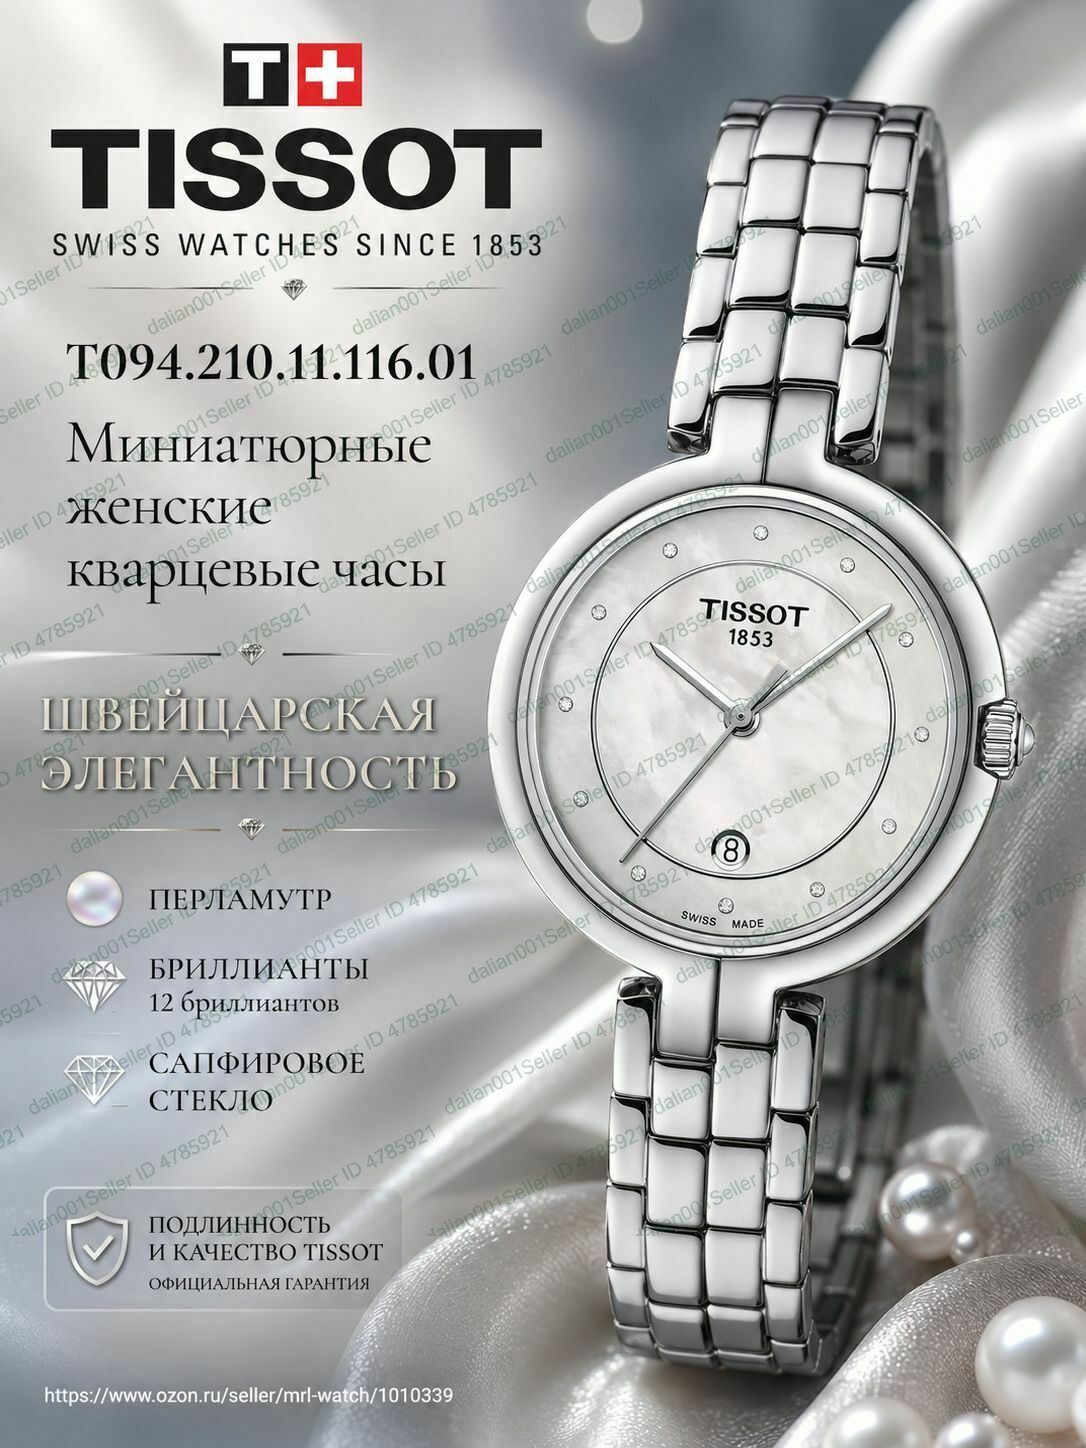 T+
TISSOT
SWISS WATCHES SINCE 1853
T094.210.11.116.01
Миниатюрные
женские
кварцевые часы
ШВЕЙЦАРСКАЯ
ЭЛЕГАНТНОСТЬ
ПЕРЛАМУТР
БРИЛЛИАНТЫ
12 бриллиантов
САПФИРОВОЕ
СТЕКЛО
ПОДЛИННОСТЬ
И КАЧЕСТВО TISSOT
ОФИЦИАЛЬНАЯ ГАРАНТИЯ
https://www.ozon.ru/seller/mrl-watch/1010339
TISSOT
1853
8
SWISS MADE
dalian001Seller ID 4785921